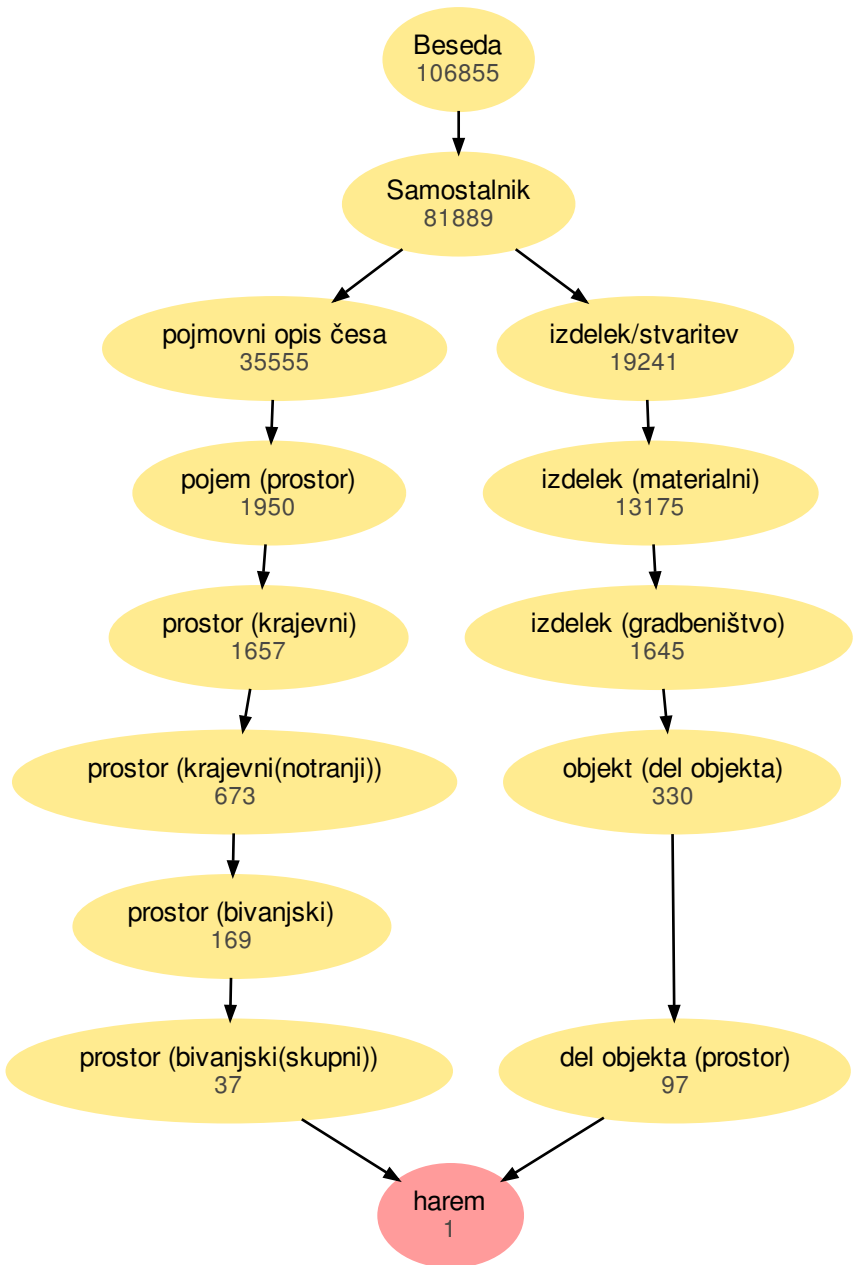 Beseda
106855
Samostalnik
81889
pojmovni opis česa
35555
izdelek/stvaritev
19241
pojem (prostor)
1950
izdelek (materialni)
13175
prostor (krajevni)
1657
izdelek (gradbeništvo)
1645
prostor (krajevni(notranji))
673
objekt (del objekta)
330
prostor (bivanjski)
169
prostor (bivanjski(skupni))
37
del objekta (prostor)
97
harem
1